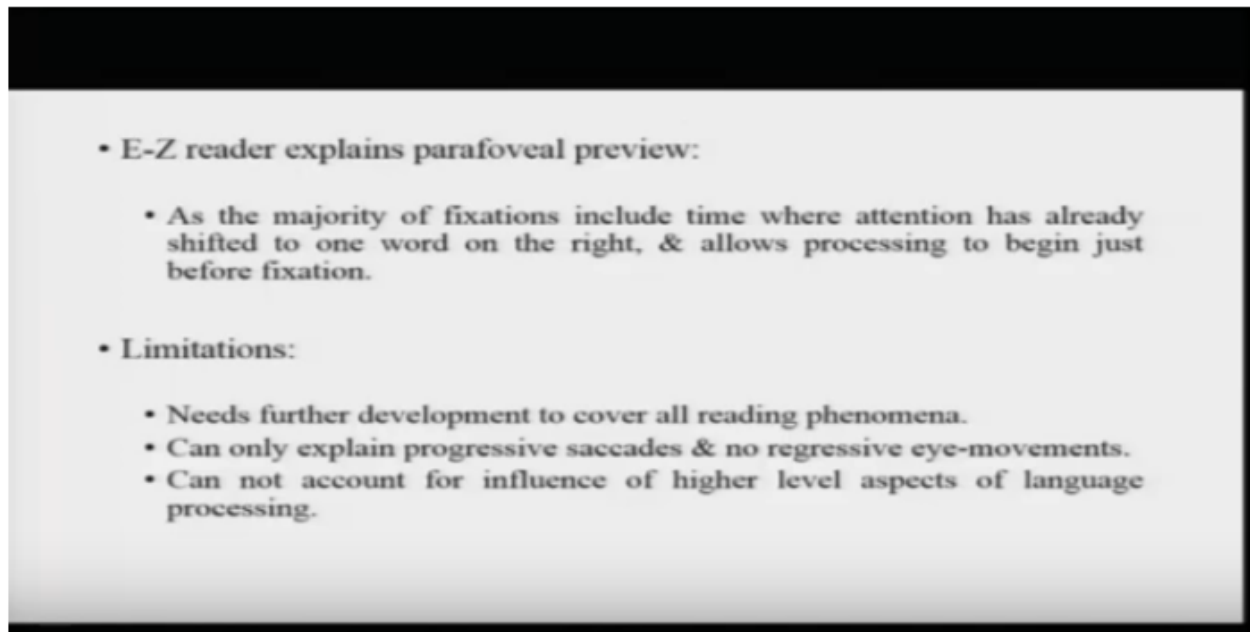 • E-Z reader explains parafoveal preview:
• As the majority of fixations include time where attention has already
shifted to one word on the right, & allows processing to begin just
before fixation.
• Limitations:
• Needs further development to cover all reading phenomena.
• Can only explain progressive saccades & no regressive eye-movements.
• Can not account for influence of higher level aspects of language
processing.